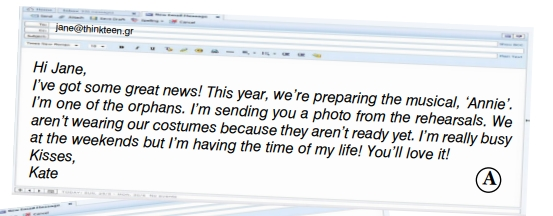 jane@thinkteen.gr
Hi Jane,
I've got some great news! This year, we're preparing the musical, ‘Annie’.
I'm one of the orphans. I'm sending you a photo from the rehearsals. We
aren't wearing our costumes because they aren't ready yet. I'm really busy
at the weekends but I'm having the time of my life! You'll love it!
Kisses,
Kate
A